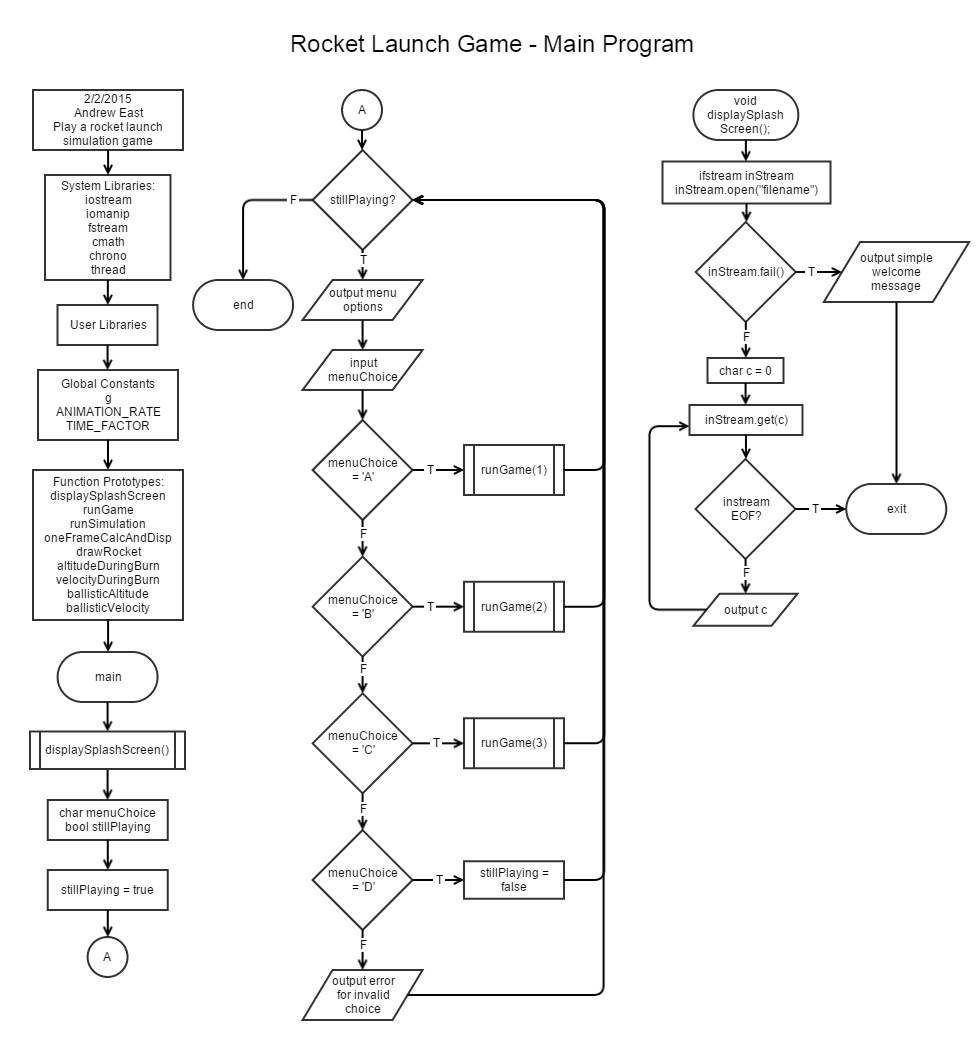 Rocket Launch Game - Main Program
2/2/2015
Andrew East
Play a rocket launch
simulation game
System Libraries:
iostream
iomanip
fstream
cmath
chrono
thread
User Libraries
Global Constants
g
ANIMATION_RATE
TIME_FACTOR
Function Prototypes:
displaySplashScreen
runGame
runSimulation
oneFrameCalcAndDisp
drawRocket
altitudeDuringBurn
velocityDuringBurn
ballisticAltitude
ballisticVelocity
main
displaySplashScreen()
char menuChoice
bool stillPlaying
stillPlaying = true
A
A
stillPlaying?
F
end
T
output menu
options
input
menuChoice
menuChoice
= 'A'
T
runGame(1)
F
menuChoice
= 'B'
T
runGame(2)
F
menuChoice
= 'C'
T
runGame(3)
F
menuChoice
= 'D'
T
stillPlaying =
false
F
output error
for invalid
choice
void
displaySplash
Screen();
ifstream inStream
inStream.open("filename")
inStream.fail()
T
output simple
welcome
message
F
char c = 0
inStream.get(c)
instream
EOF?
T
exit
F
output c